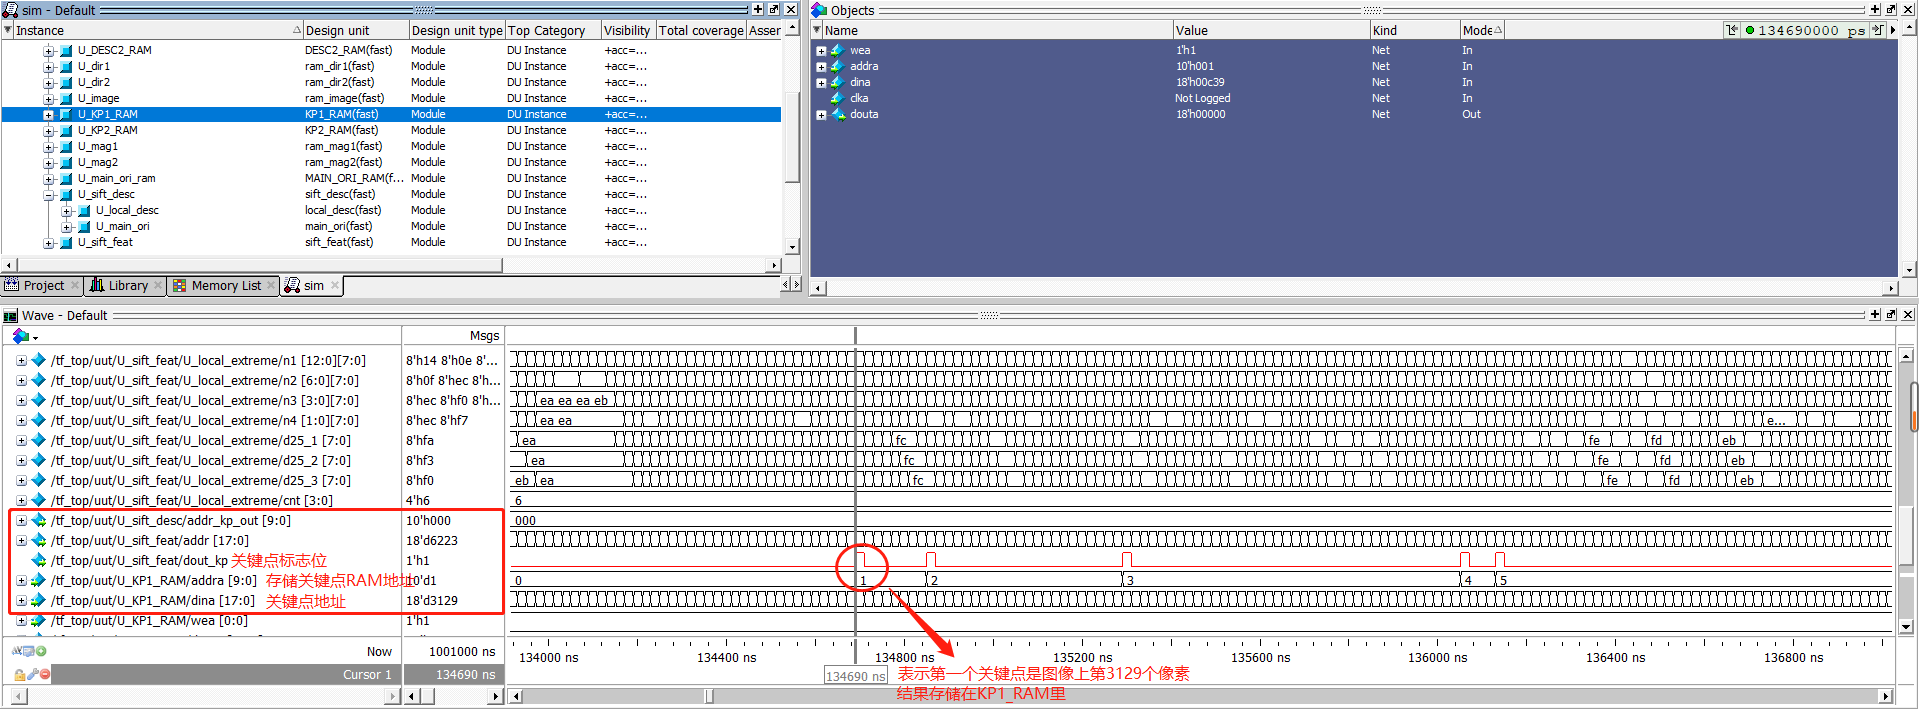 sim - Default
Instance Design unit Design unit type Top Category Visibility Total coverage Asser
U_DESC2_RAM DESC2_RAM(fast) Module DU Instance +acc=...
U_dir1 ram_dir1(fast) Module DU Instance +acc=...
U_dir2 ram_dir2(fast) Module DU Instance +acc=...
U_image ram_image(fast) Module DU Instance +acc=...
U_KP1_RAM KP1_RAM(fast) Module DU Instance +acc=...
U_KP2_RAM KP2_RAM(fast) Module DU Instance +acc=...
U_mag1 ram_mag1(fast) Module DU Instance +acc=...
U_mag2 ram_mag2(fast) Module DU Instance +acc=...
U_main_ori_ram MAIN_ORI_RAM(f... Module DU Instance +acc=...
U_sift_desc sift_desc(fast) Module DU Instance +acc=...
U_local_desc local_desc(fast) Module DU Instance +acc=...
U_main_ori main_ori(fast) Module DU Instance +acc=...
U_sift_feat sift_feat(fast) Module DU Instance +acc=...
Project Library Memory List sim
Objects
Name Value Kind Mode 134690000 ps
wea 1'h1 Net In
addra 10'h001 Net In
dina 18'h00c39 Net In
clka Not Logged Net In
douta 18'h00000 Net Out
Wave - Default
Msgs
/tf_top/uut/U_sift_feat/U_local_extreme/n1 [12:0][7:0] 8'h14 8'h0e 8'...
/tf_top/uut/U_sift_feat/U_local_extreme/n2 [6:0][7:0] 8'h0f 8'hec 8'h...
/tf_top/uut/U_sift_feat/U_local_extreme/n3 [3:0][7:0] 8'hec 8'hf0 8'h... ea ea ea eb
/tf_top/uut/U_sift_feat/U_local_extreme/n4 [1:0][7:0] 8'hec 8'hf7 ea ea e...
/tf_top/uut/U_sift_feat/U_local_extreme/d25_1 [7:0] 8'hfa ea fc fe fd eb
/tf_top/uut/U_sift_feat/U_local_extreme/d25_2 [7:0] 8'hf3 ea fc fe fd eb
/tf_top/uut/U_sift_feat/U_local_extreme/d25_3 [7:0] 8'hf0 eb ea fc fe fd eb
/tf_top/uut/U_sift_feat/U_local_extreme/cnt [3:0] 4'h6 6
/tf_top/uut/U_sift_desc/addr_kp_out [9:0] 10'h000 000
/tf_top/uut/U_sift_feat/addr [17:0] 18'd6223
/tf_top/uut/U_sift_feat/dout_kp 关键点标志位 1'h1
/tf_top/uut/U_KP1_RAM/addra [9:0] 存储关键点RAM地址 10'd1 0 1 2 3 4 5
/tf_top/uut/U_KP1_RAM/dina [17:0] 关键点地址 18'd3129
/tf_top/uut/U_KP1_RAM/wea [0:0] 1'h1
Now 1001000 ns 134000 ns 134400 ns 134800 ns 135200 ns 135600 ns 136000 ns 136400 ns 136800 ns
Cursor 1 134690 ns 134690 ns
表示第一个关键点是图像上第3129个像素
结果存储在KP1_RAM里